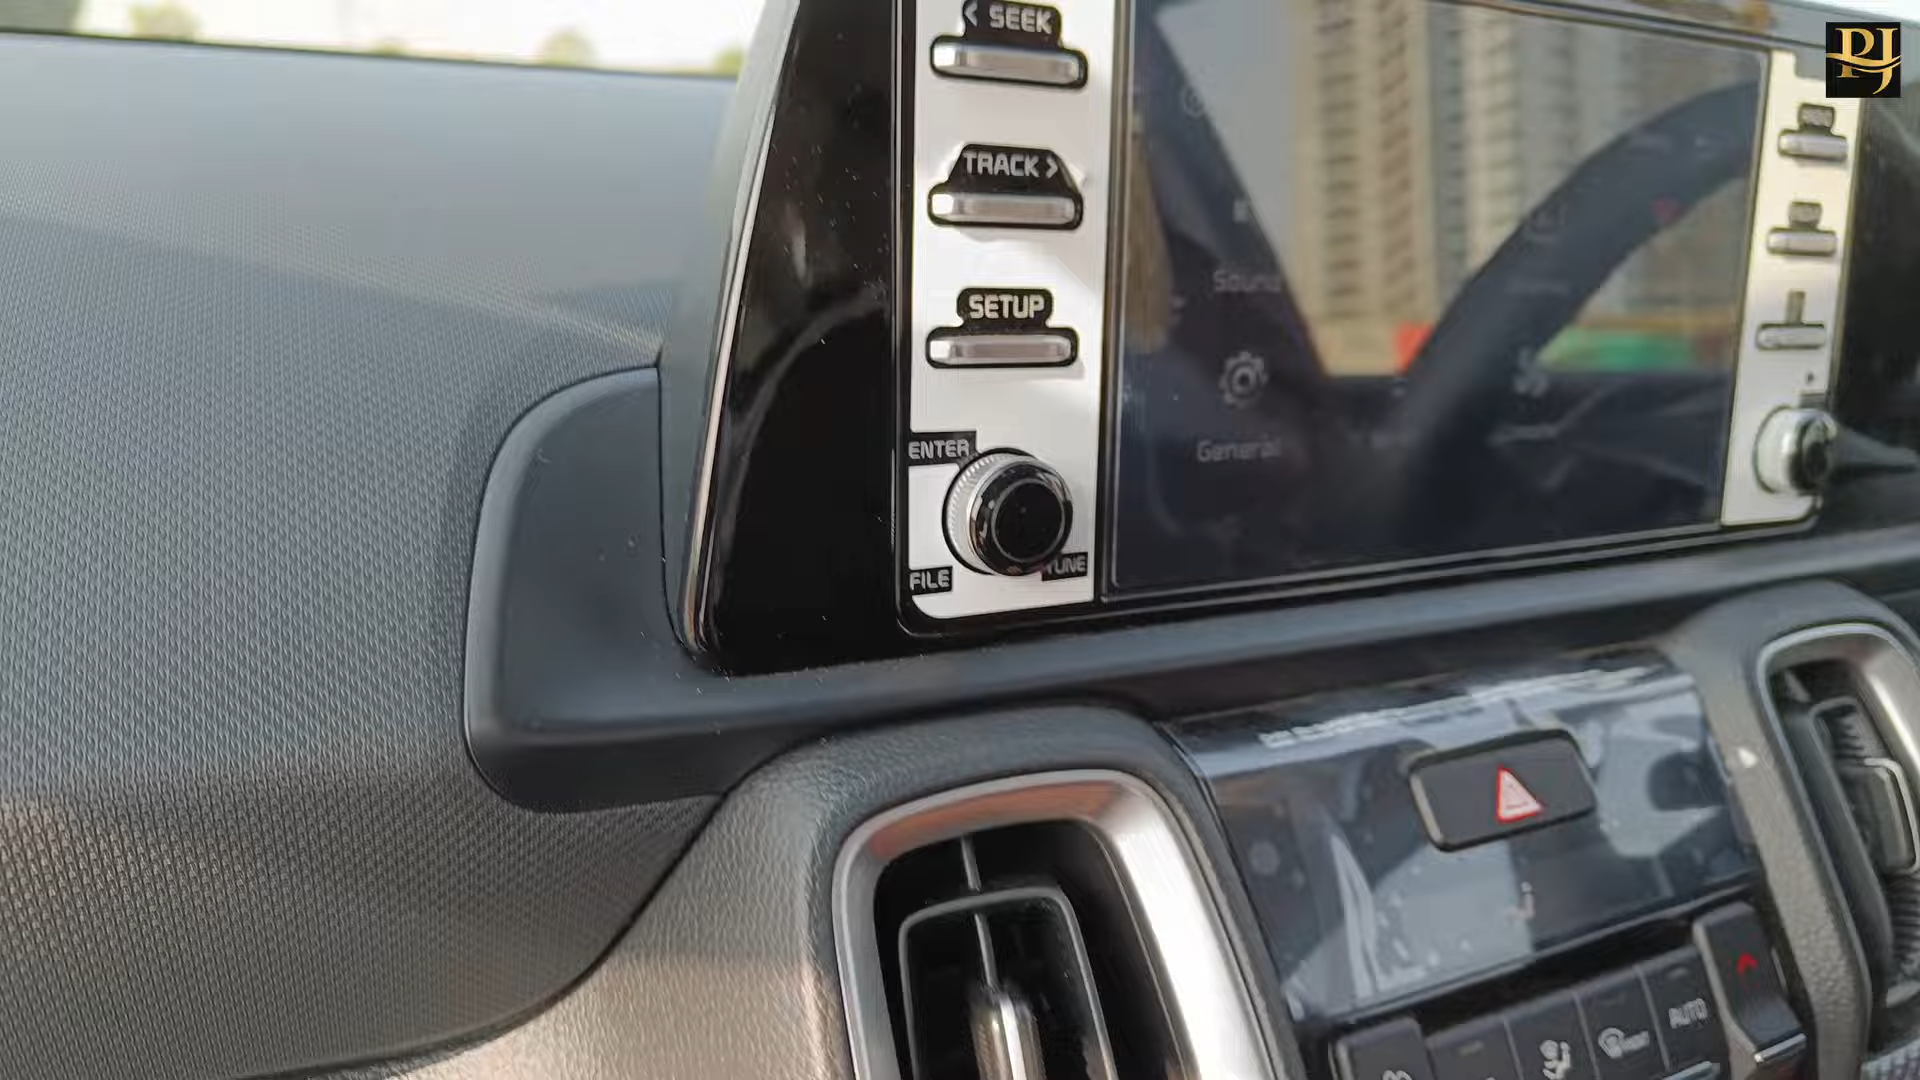 PJ
< SEEK
TRACK >
SETUP
ENTER
FILE
TUNE
Sound
General
AUTO